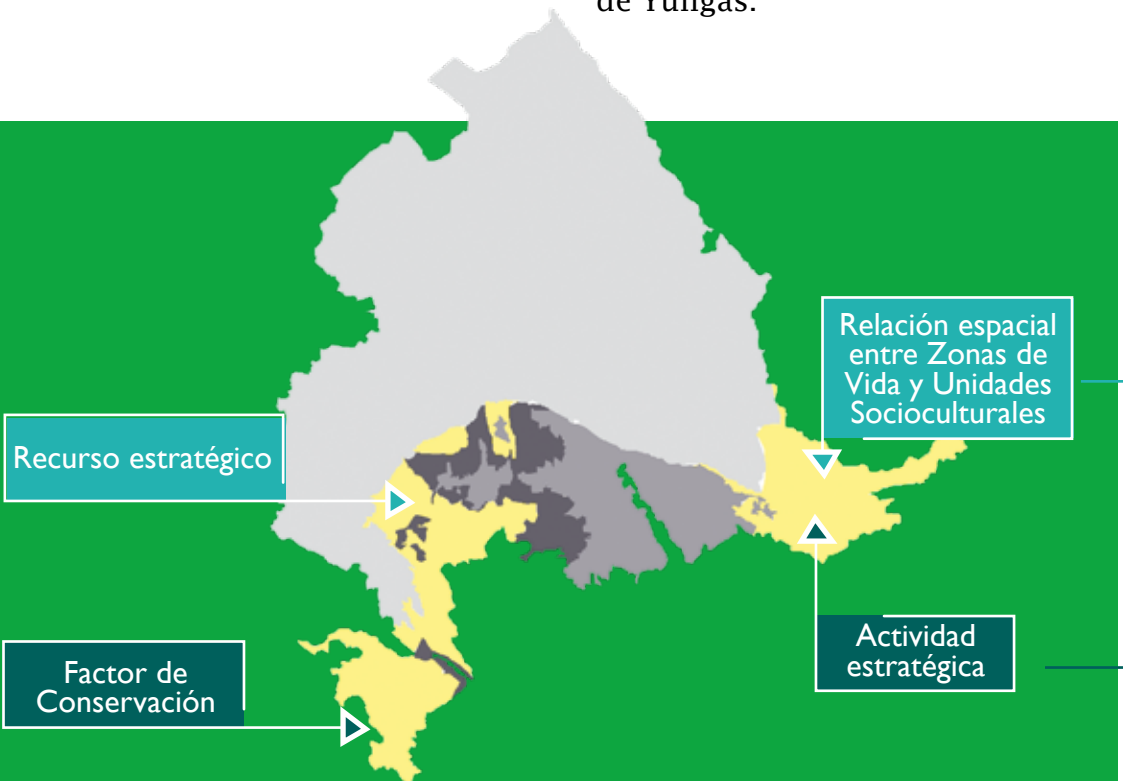 de Yungas.
Relación espacial
entre Zonas de
Vida y Unidades
Socioculturales
Recurso estratégico
Actividad
estratégica
Factor de
Conservación